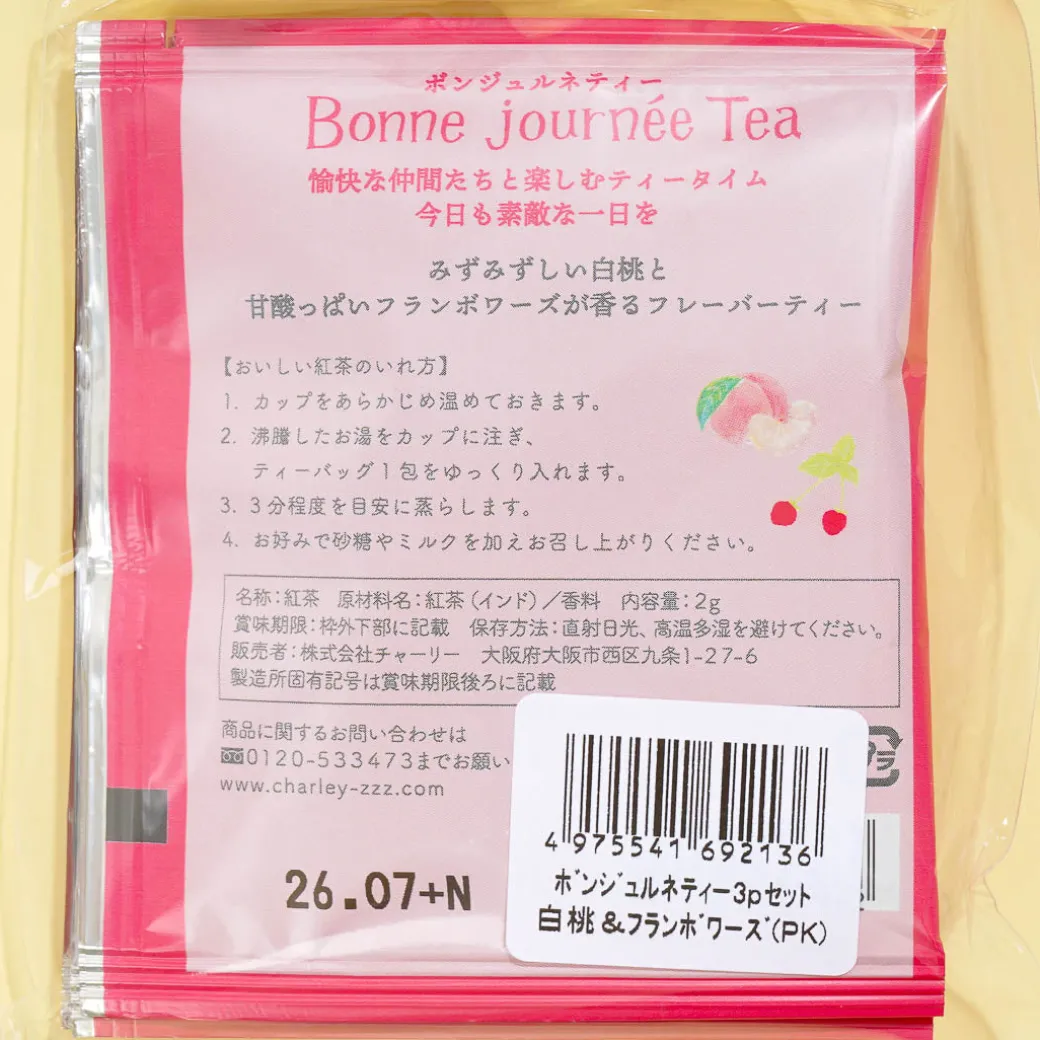 ボンジュルネティー
Bonne journée Tea
愉快な仲間たちと楽しむティータイム
今日も素敵な一日を
みずみずしい白桃と
甘酸っぱいフランボワーズが香るフレーバーティー
【おいしい紅茶のいれ方】
1. カップをあらかじめ温めておきます。
2. 沸騰したお湯をカップに注ぎ、
ティーバッグ1包をゆっくり入れます。
3. 3分程度を目安に蒸らします。
4. お好みで砂糖やミルクを加えお召し上がりください。
名称：紅茶 原材料名：紅茶（インド）／香料 内容量：2g
賞味期限：枠外下部に記載 保存方法：直射日光、高温多湿を避けてください。
販売者：株式会社チャーリー 大阪府大阪市西区九条1-27-6
製造所固有記号は賞味期限後ろに記載
商品に関するお問い合わせは
0120-533473までお願い
www.charley-zzz.com
プラ
26.07+N
4 975541 692136
ﾎﾞﾝｼﾞｭﾙネティー3pセット
白桃&フランﾎﾞワーズﾞ(PK)